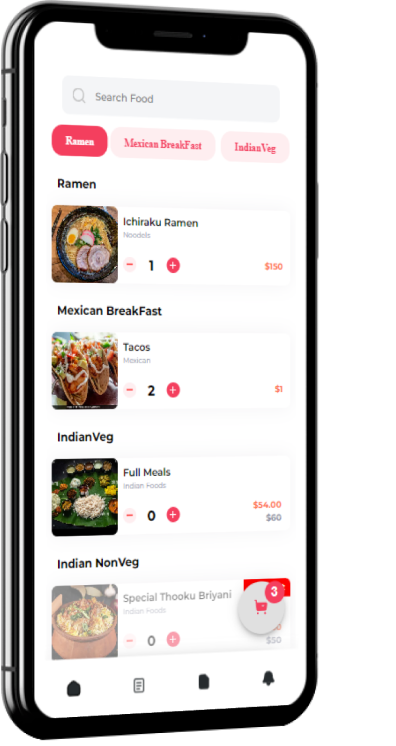 Search Food
Ramen
Mexican BreakFast
IndianVeg
Ramen
Ichiraku Ramen
Noodels
− 1 +
$150
Mexican BreakFast
Tacos
Mexican
− 2 +
$1
IndianVeg
Full Meals
Indian Foods
$54.00
− 0 +
$60
Indian NonVeg
Special Thooku Briyani
Indian Foods
3
− 0 +
$50